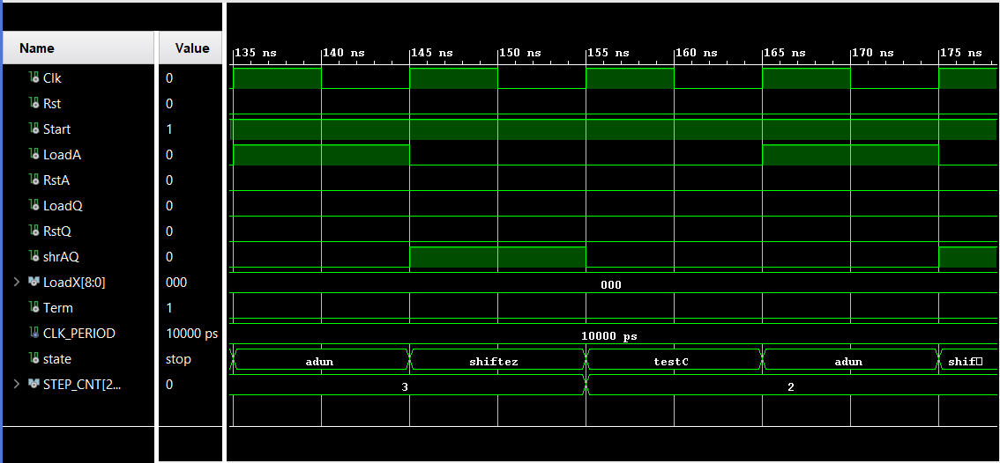 Name Value 135 ns 140 ns 145 ns 150 ns 155 ns 160 ns 165 ns 170 ns 175 ns
Clk 0
Rst 0
Start 1
LoadA 0
RstA 0
LoadQ 0
RstQ 0
shrAQ 0
LoadX[8:0] 000 000
Term 1
CLK_PERIOD 10000 ps 10000 ps
state stop adun shiftez testC adun shif
STEP_CNT[2... 0 3 2